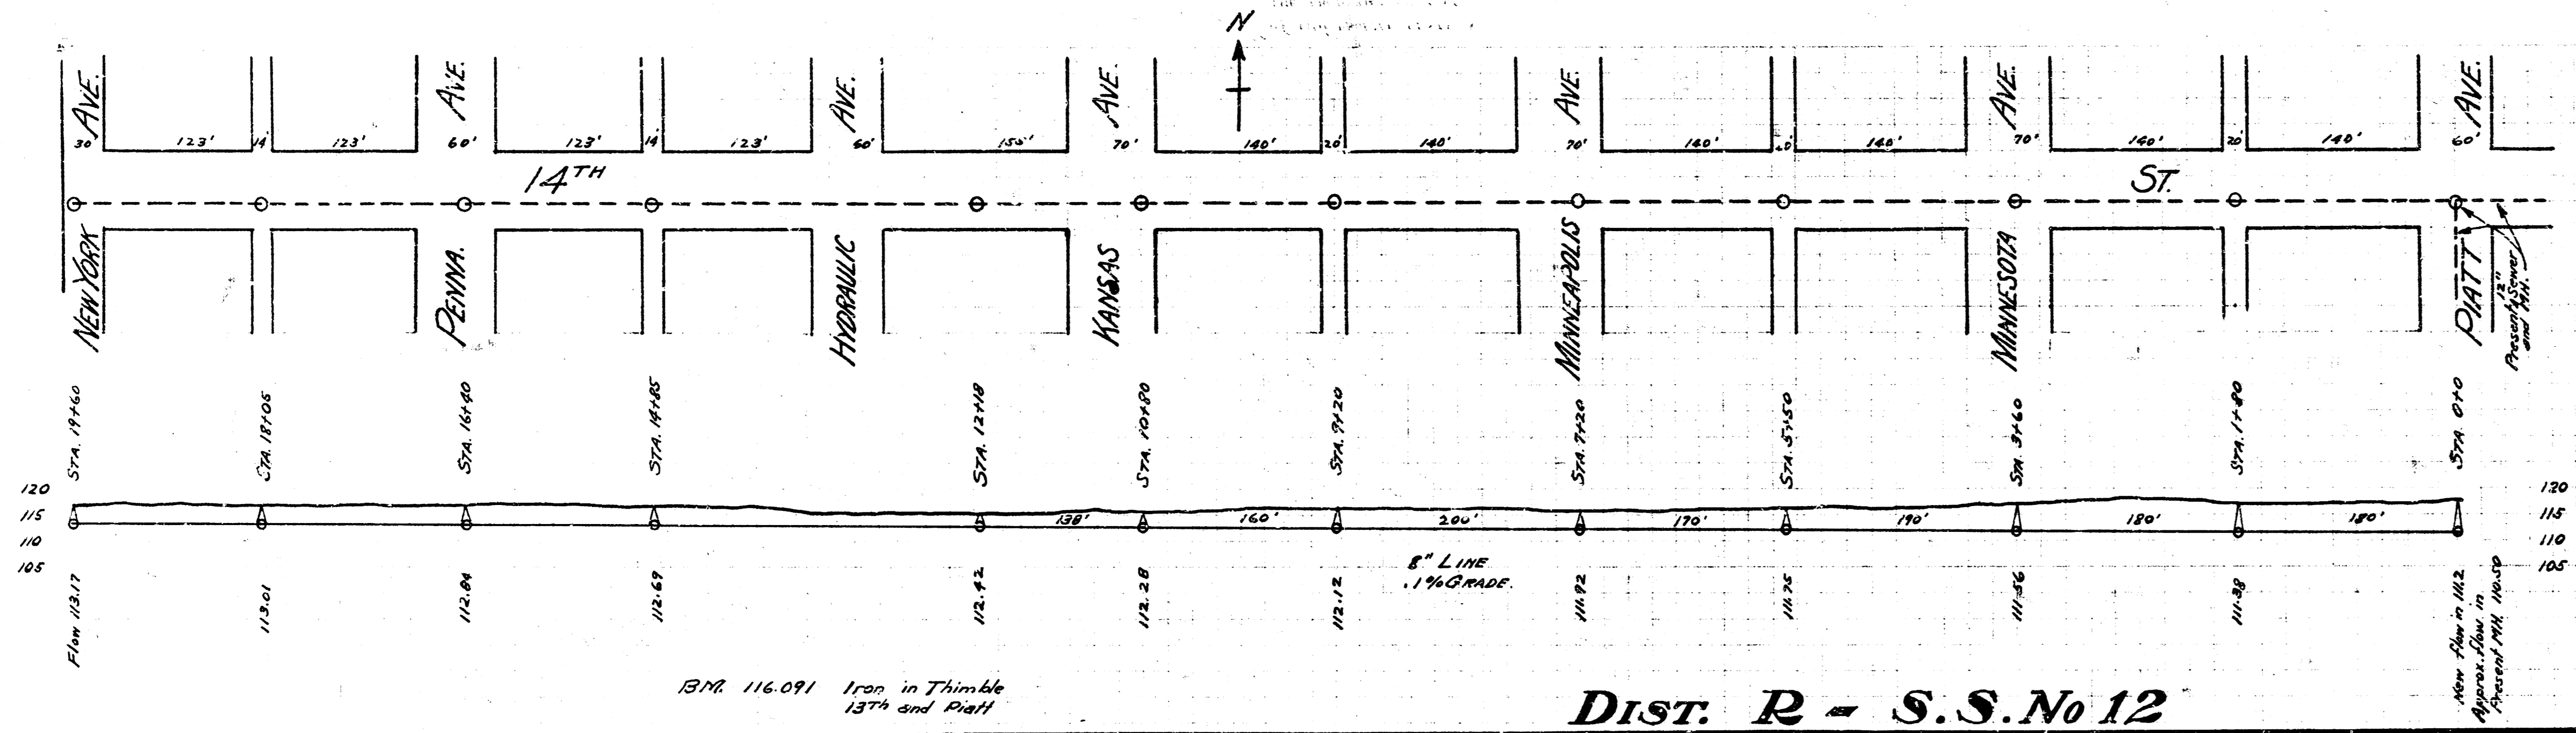 N
AVE.
AVE.
AVE.
AVE.
AVE.
AVE.
AVE.
30' 123' 14' 123' 60' 123' 14' 123' 60' 155' 70' 140' 20' 140' 70' 140' 20' 140' 70' 140' 20' 140' 60'
14TH ST.
NEW YORK
PENNA.
HYDRAULIC
KANSAS
MINNEAPOLIS
MINNESOTA
PIATT
12"
Present Sewer
and M.H.
STA. 19+60
STA. 18+05
STA. 16+40
STA. 14+85
STA. 12+18
STA. 10+80
STA. 9+20
STA. 7+20
STA. 5+50
STA. 3+60
STA. 1+80
STA. 0+0
120 120
115 138' 160' 200' 170' 190' 180' 180' 115
110 110
105 105
8" LINE
.1% GRADE.
Flow 113.17
113.01
112.84
112.69
112.42
112.28
112.12
111.92
111.75
111.56
111.38
New flow in 111.2
Approx. flow in
Present M.H. 110.50
B.M. 116.091 Iron in Thimble
13Th and Piatt
DIST. R - S.S. No 12